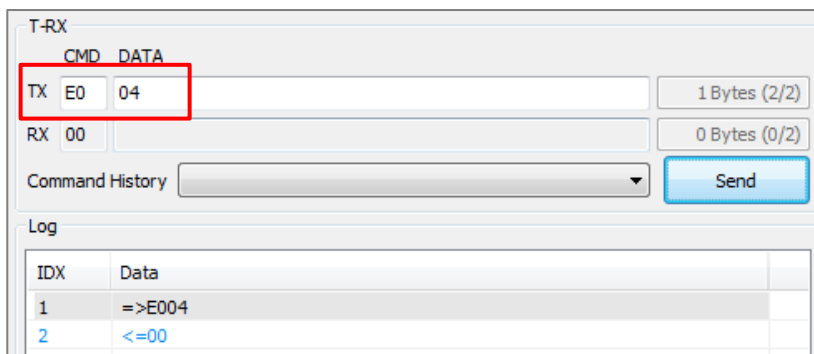 T-RX
CMD DATA
TX E0 04 1 Bytes (2/2)
RX 00 0 Bytes (0/2)
Command History Send
Log
IDX Data
1 =>E004
2 <=00